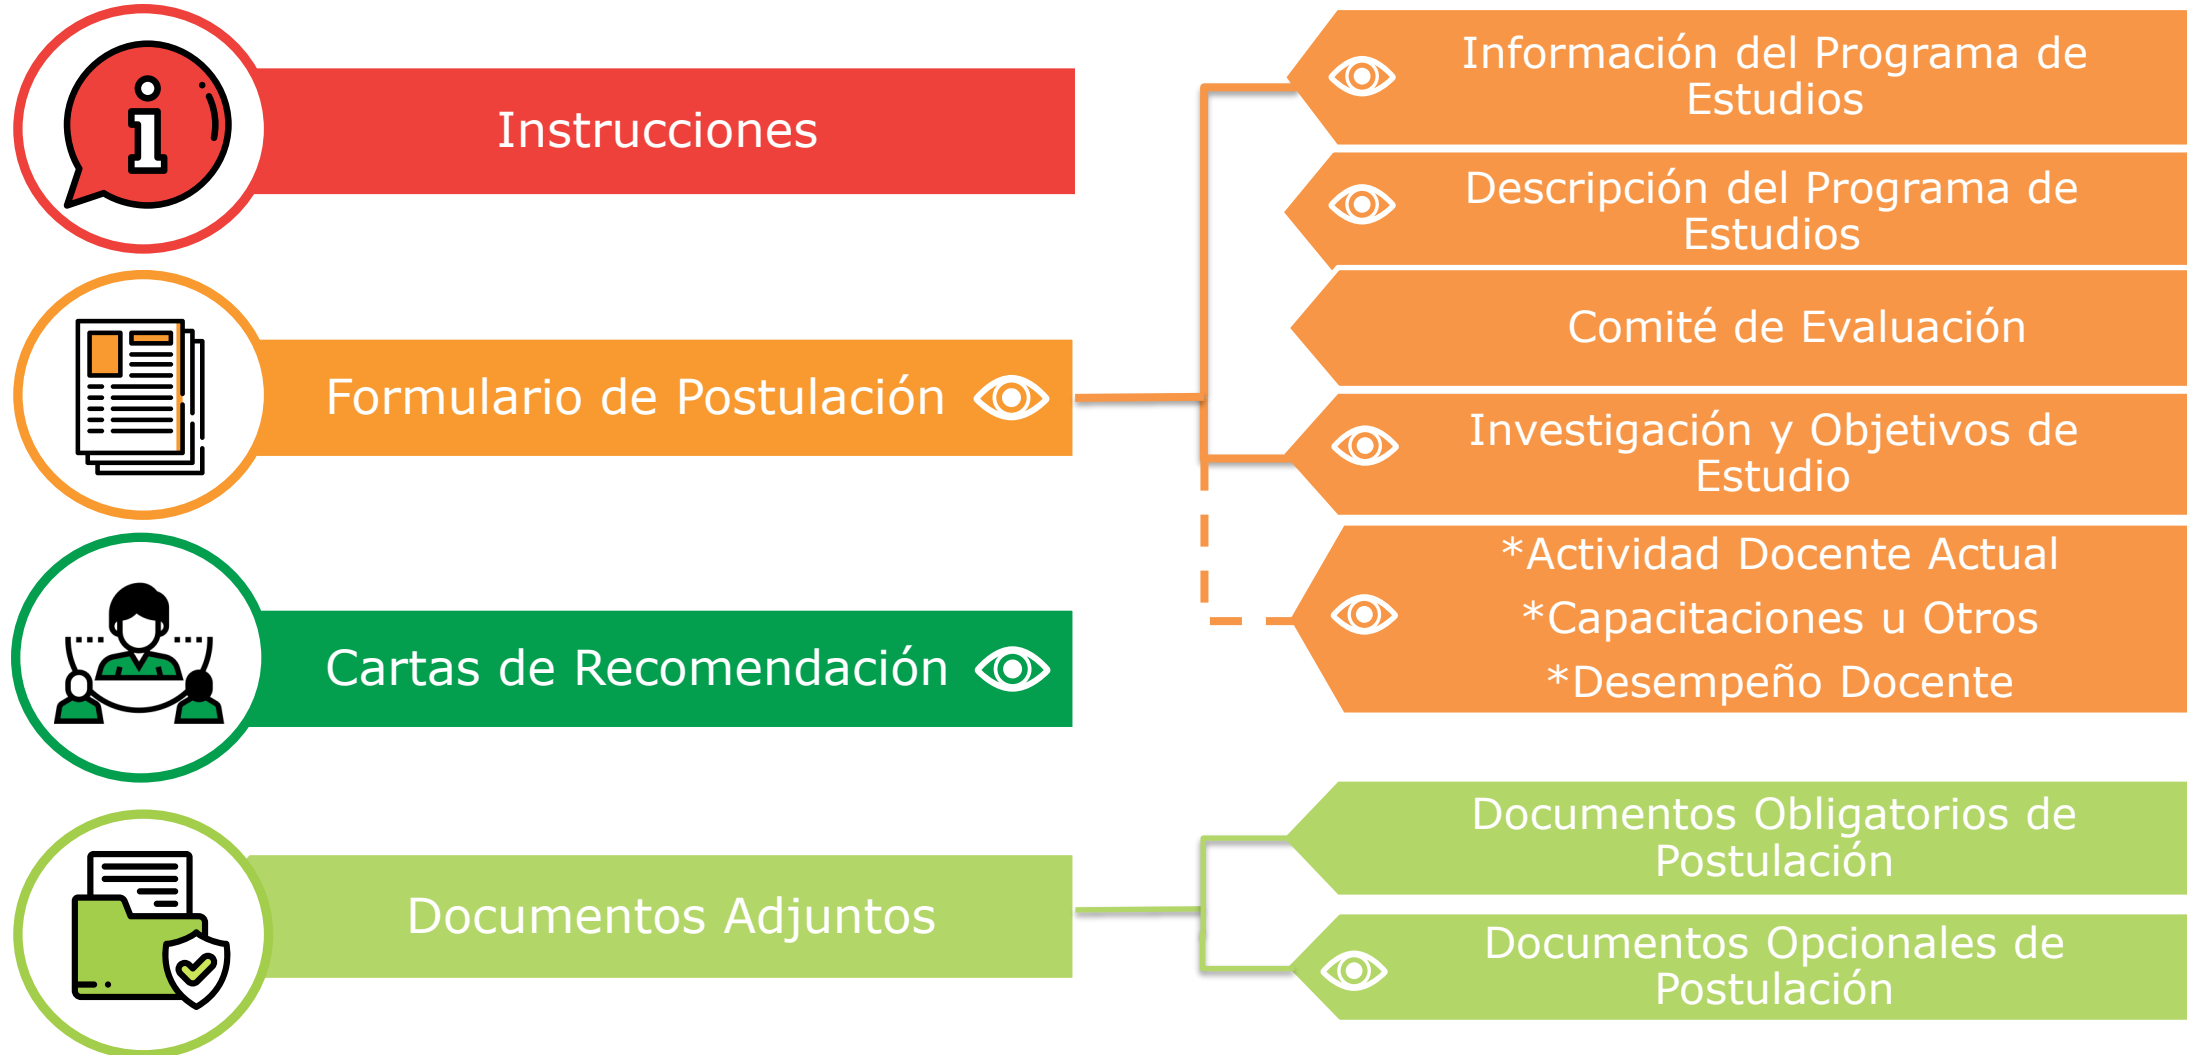 Instrucciones
Formulario de Postulación
Cartas de Recomendación
Documentos Adjuntos
Información del Programa de
Estudios
Descripción del Programa de
Estudios
Comité de Evaluación
Investigación y Objetivos de
Estudio
*Actividad Docente Actual
*Capacitaciones u Otros
*Desempeño Docente
Documentos Obligatorios de
Postulación
Documentos Opcionales de
Postulación